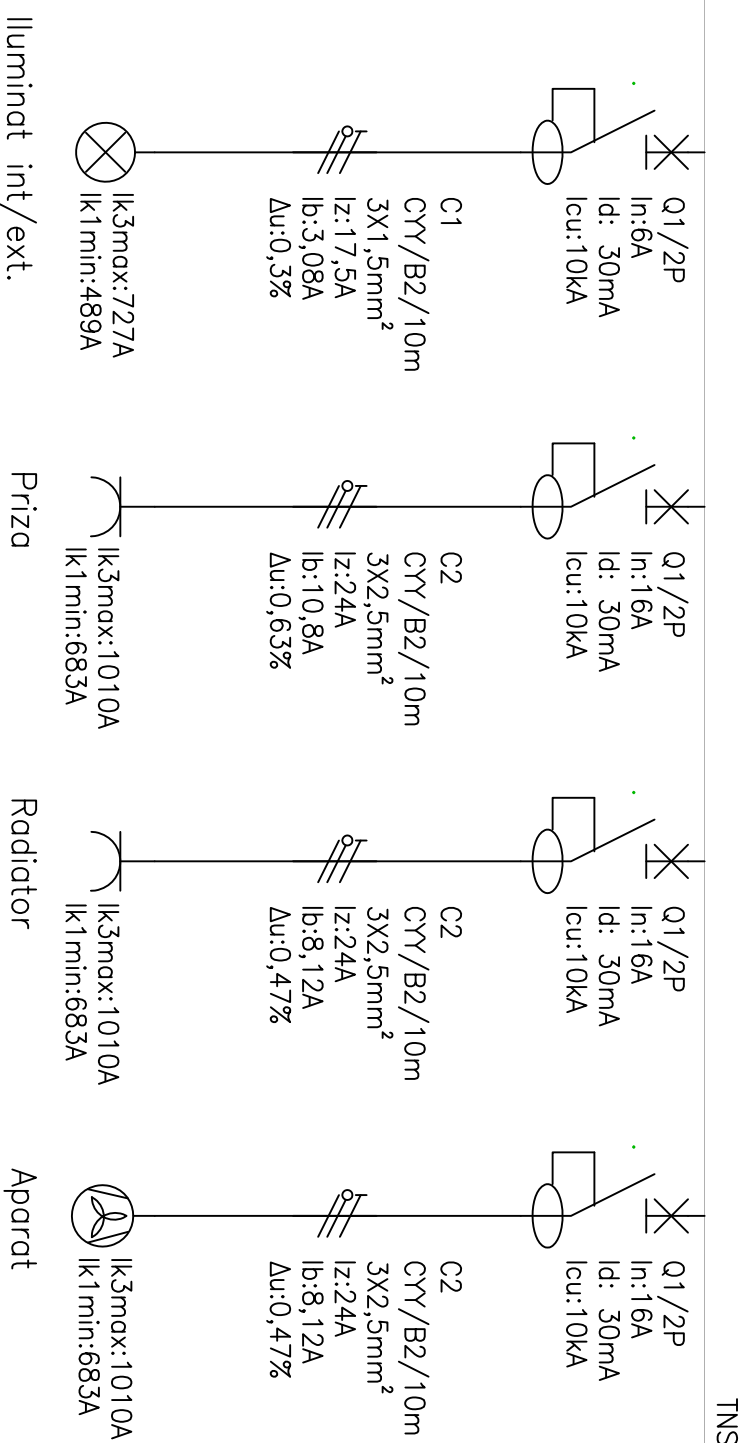 TNS
Q1/2P
In:6A
Id: 30mA
Icu:10kA
C1
CYY/B2/10m
3X1,5mm²
Iz:17,5A
Ib:3,08A
Δu:0,3%
Ik3max:727A
Ik1min:489A
Iluminat int/ext.
Q1/2P
In:16A
Id: 30mA
Icu:10kA
C2
CYY/B2/10m
3X2,5mm²
Iz:24A
Ib:10,8A
Δu:0,63%
Ik3max:1010A
Ik1min:683A
Priza
Q1/2P
In:16A
Id: 30mA
Icu:10kA
C2
CYY/B2/10m
3X2,5mm²
Iz:24A
Ib:8,12A
Δu:0,47%
Ik3max:1010A
Ik1min:683A
Radiator
Q1/2P
In:16A
Id: 30mA
Icu:10kA
C2
CYY/B2/10m
3X2,5mm²
Iz:24A
Ib:8,12A
Δu:0,47%
Ik3max:1010A
Ik1min:683A
Aparat